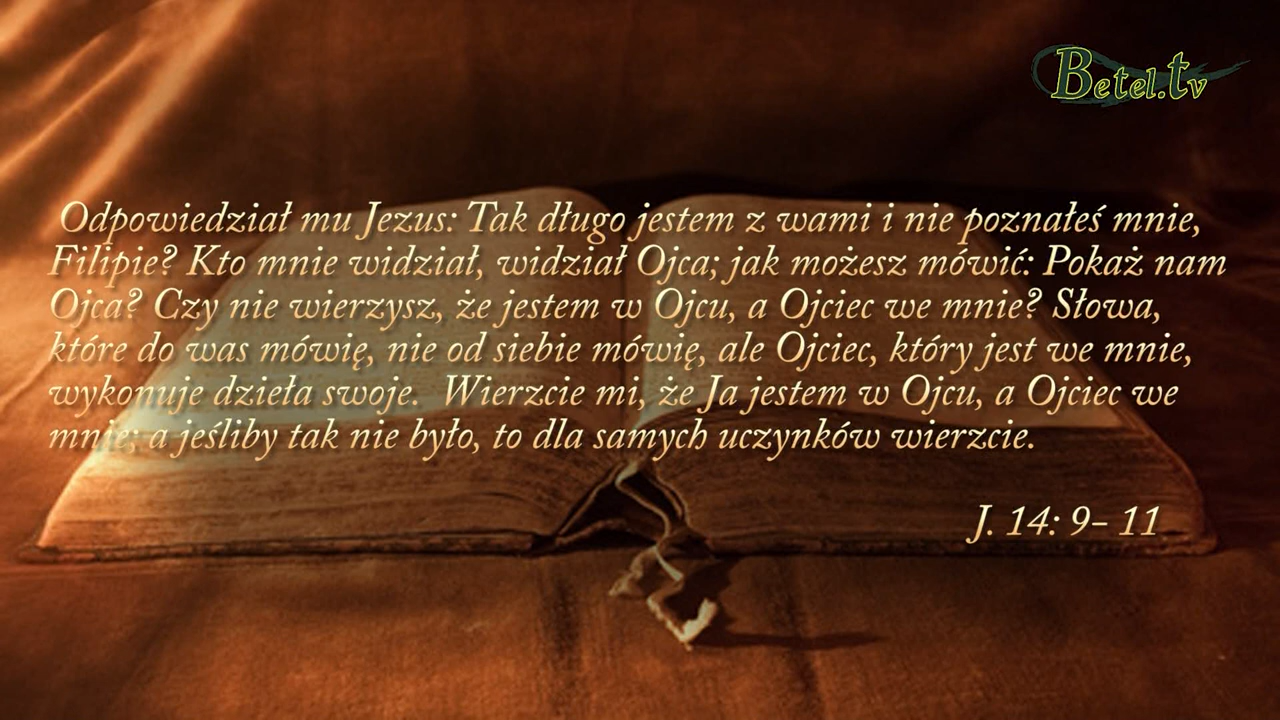 Betel.tv
Odpowiedział mu Jezus: Tak długo jestem z wami i nie poznałeś mnie,
Filipie? Kto mnie widział, widział Ojca; jak możesz mówić: Pokaż nam
Ojca? Czy nie wierzysz, że jestem w Ojcu, a Ojciec we mnie? Słowa,
które do was mówię, nie od siebie mówię, ale Ojciec, który jest we mnie,
wykonuje dzieła swoje. Wierzcie mi, że Ja jestem w Ojcu, a Ojciec we
mnie; a jeśliby tak nie było, to dla samych uczynków wierzcie.
J. 14: 9– 11